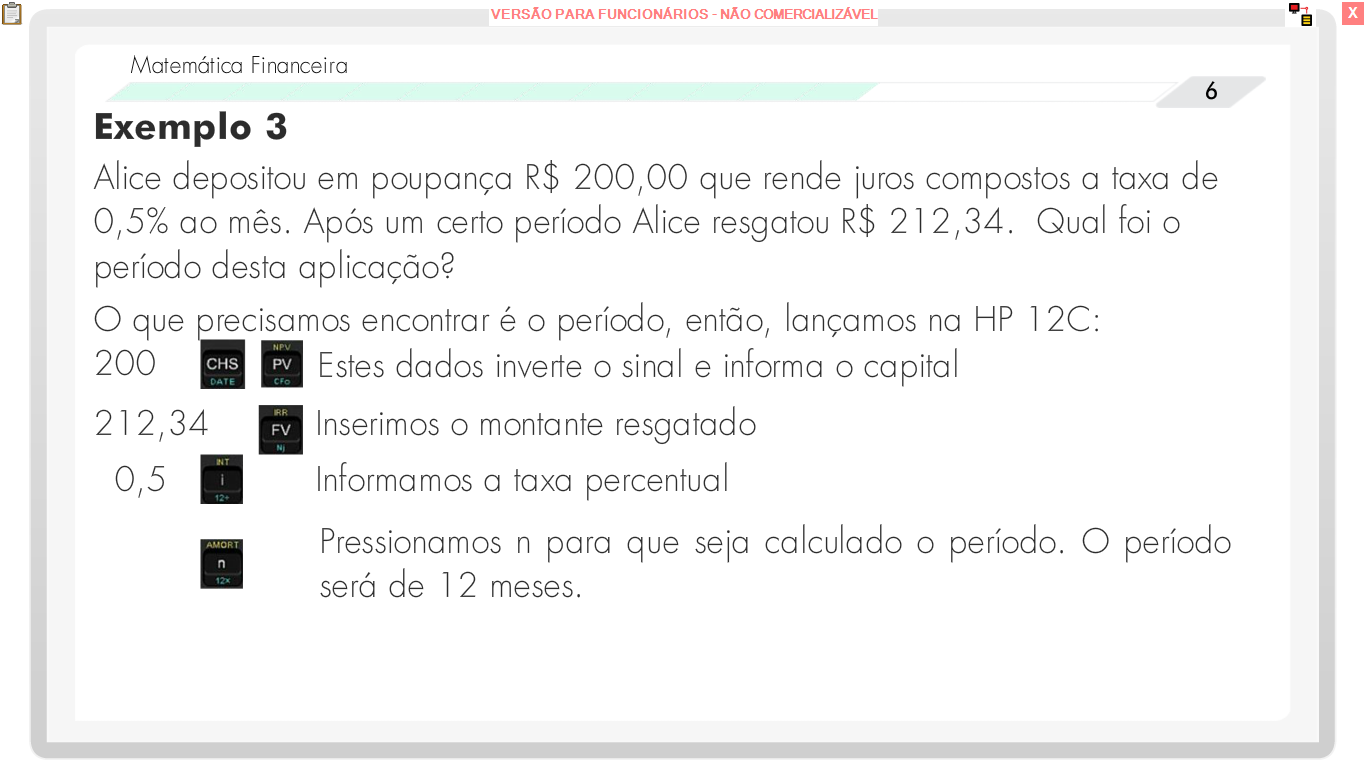 VERSÃO PARA FUNCIONÁRIOS - NÃO COMERCIALIZÁVEL
X
Matemática Financeira
6
Exemplo 3
Alice depositou em poupança R$ 200,00 que rende juros compostos a taxa de
0,5% ao mês. Após um certo período Alice resgatou R$ 212,34. Qual foi o
período desta aplicação?
O que precisamos encontrar é o período, então, lançamos na HP 12C:
200 CHS DATE NPV PV CFo Estes dados inverte o sinal e informa o capital
212,34 IRR FV Nj Inserimos o montante resgatado
0,5 INT i 12÷ Informamos a taxa percentual
AMORT n 12× Pressionamos n para que seja calculado o período. O período
será de 12 meses.